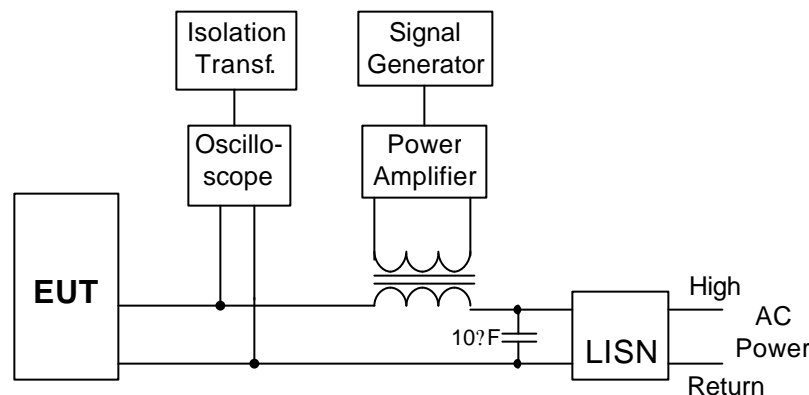 Isolation
Transf.
Signal
Generator
Oscillo-
scope
Power
Amplifier
EUT
10?F
LISN
High
AC
Power
Return